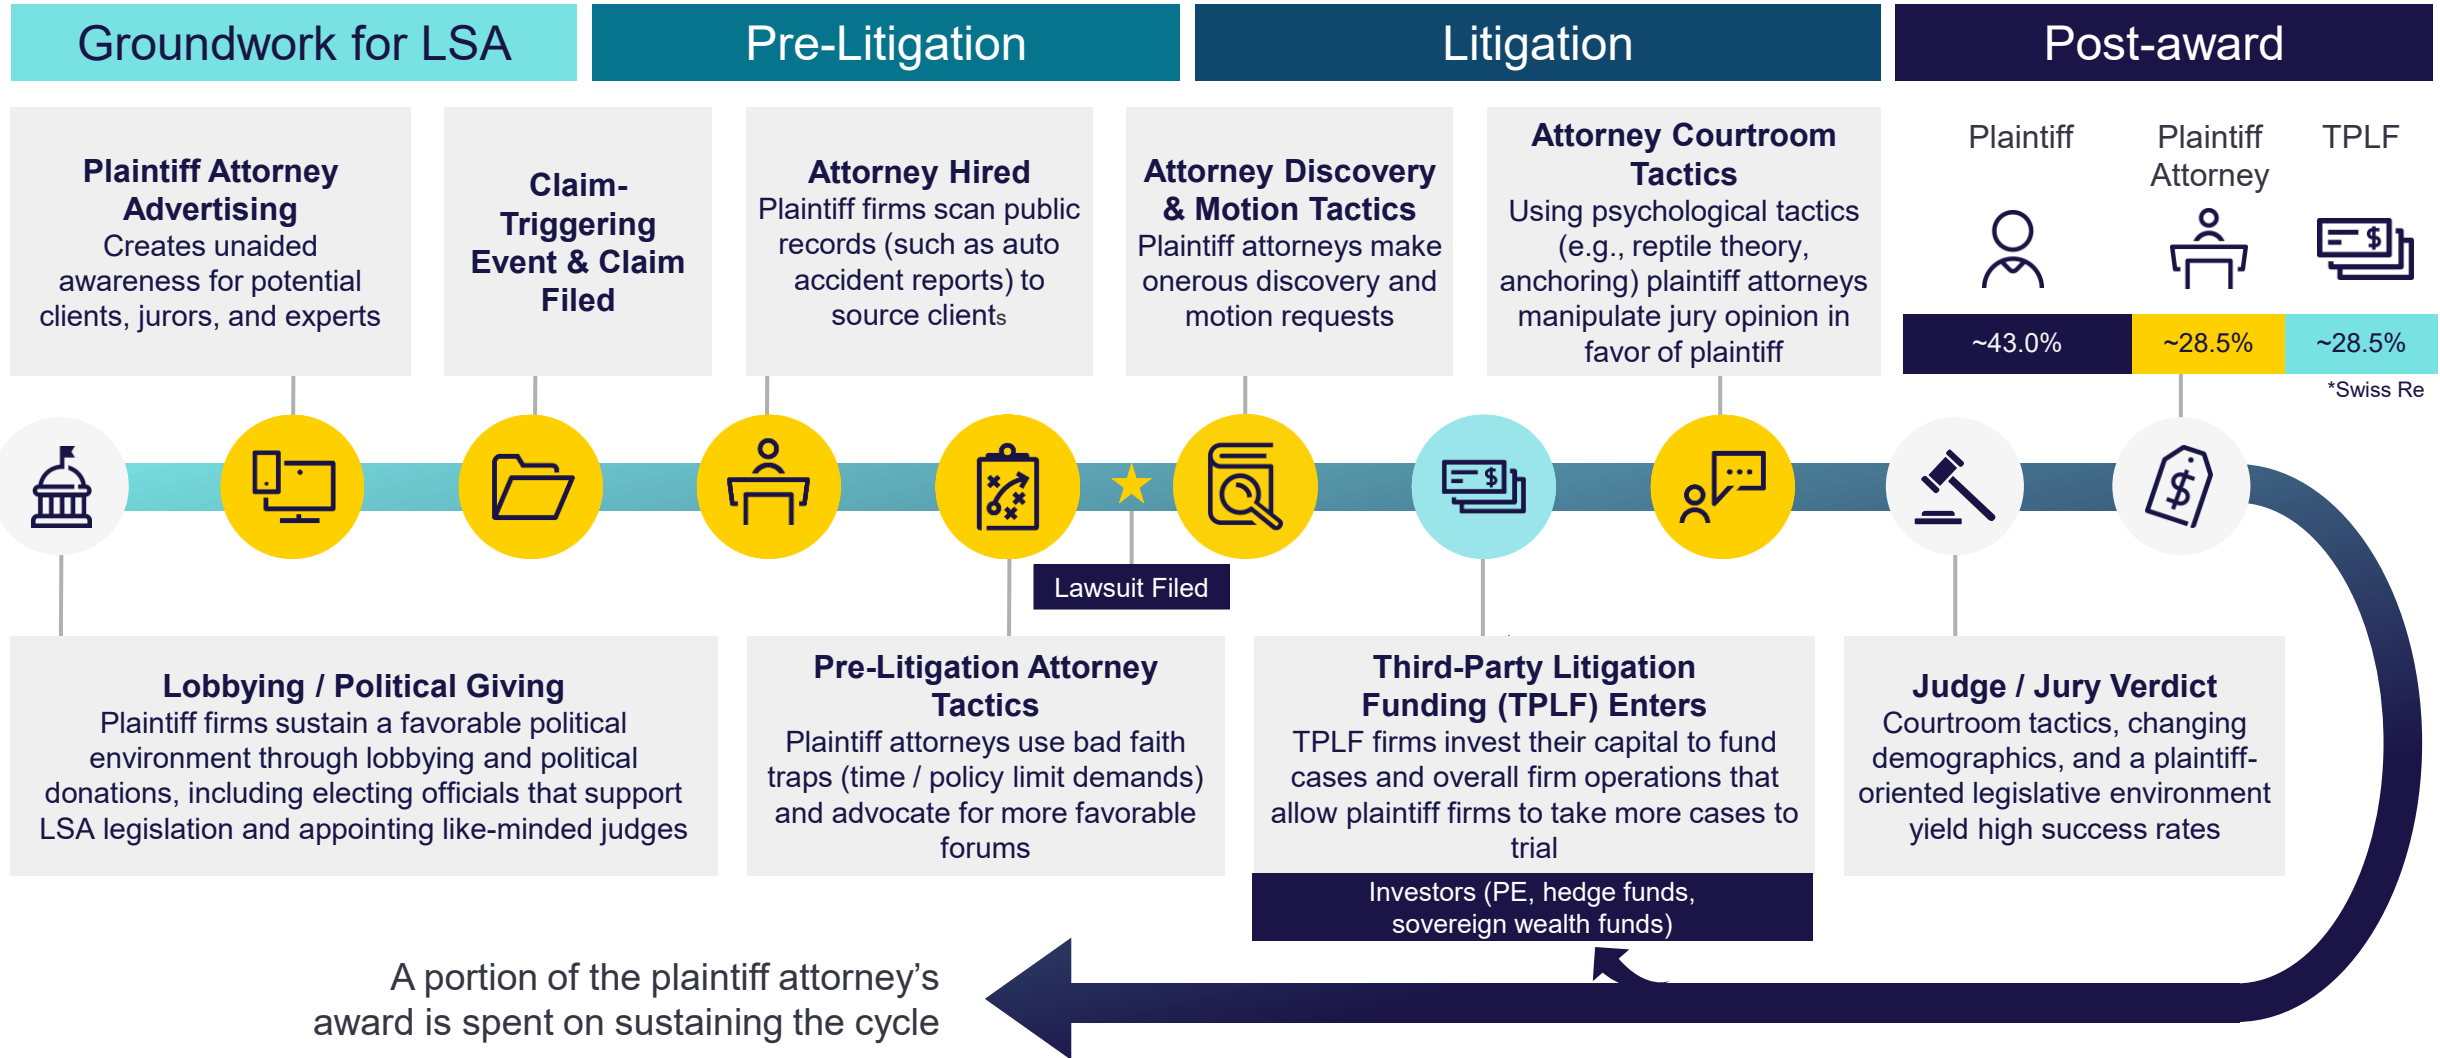 Groundwork for LSA
Pre-Litigation
Litigation
Post-award
Plaintiff Attorney
Advertising
Creates unaided
awareness for potential
clients, jurors, and experts
Claim-
Triggering
Event & Claim
Filed
Attorney Hired
Plaintiff firms scan public
records (such as auto
accident reports) to
source clients
Attorney Discovery
& Motion Tactics
Plaintiff attorneys make
onerous discovery and
motion requests
Attorney Courtroom
Tactics
Using psychological tactics
(e.g., reptile theory,
anchoring) plaintiff attorneys
manipulate jury opinion in
favor of plaintiff
Plaintiff
Plaintiff
Attorney
TPLF
$
~43.0%
~28.5%
~28.5%
*Swiss Re
$
$
Lawsuit Filed
Lobbying / Political Giving
Plaintiff firms sustain a favorable political
environment through lobbying and political
donations, including electing officials that support
LSA legislation and appointing like-minded judges
Pre-Litigation Attorney
Tactics
Plaintiff attorneys use bad faith
traps (time / policy limit demands)
and advocate for more favorable
forums
Third-Party Litigation
Funding (TPLF) Enters
TPLF firms invest their capital to fund
cases and overall firm operations that
allow plaintiff firms to take more cases to
trial
Investors (PE, hedge funds,
sovereign wealth funds)
Judge / Jury Verdict
Courtroom tactics, changing
demographics, and a plaintiff-
oriented legislative environment
yield high success rates
A portion of the plaintiff attorney’s
award is spent on sustaining the cycle